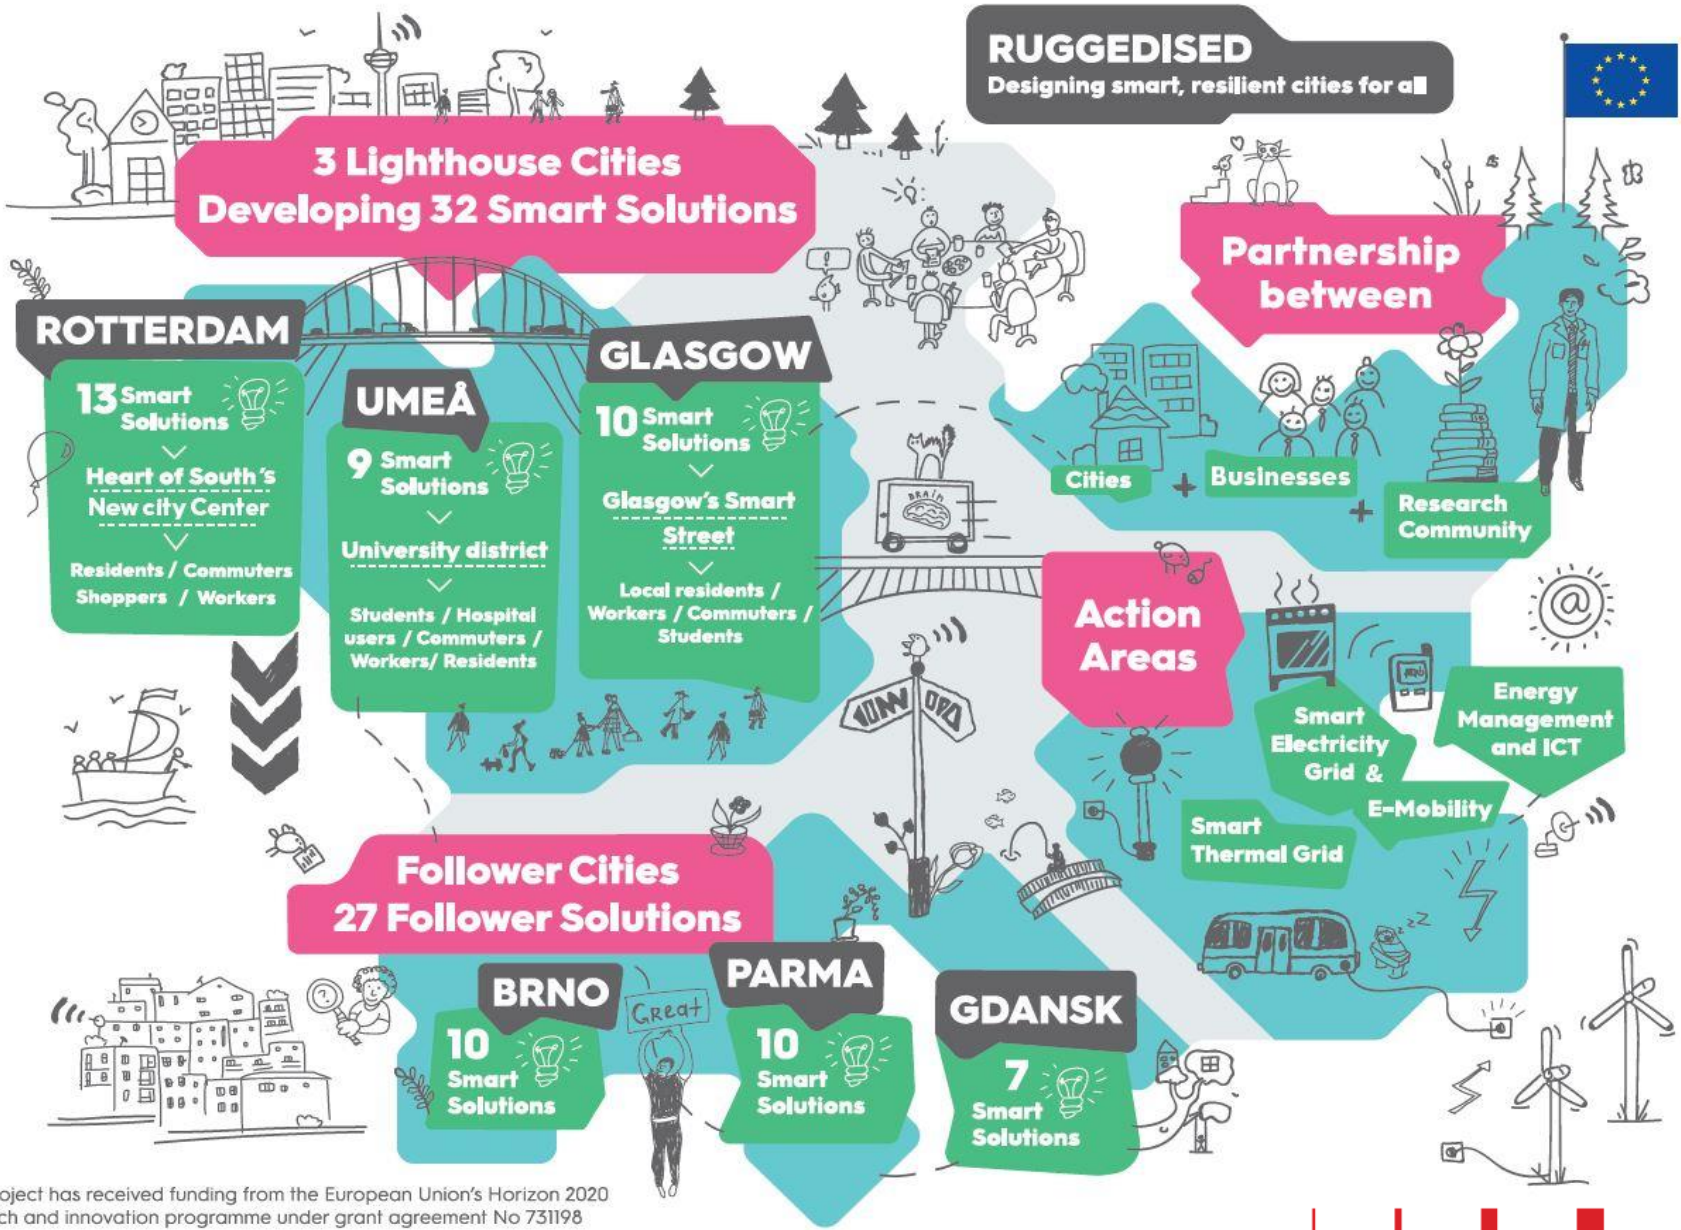 RUGGEDISED
Designing smart, resilient cities for all
3 Lighthouse Cities
Developing 32 Smart Solutions
ROTTERDAM
13 Smart
Solutions
Heart of South's
New city Center
Residents / Commuters
Shoppers / Workers
UMEÅ
9 Smart
Solutions
University district
Students / Hospital
users / Commuters /
Workers/ Residents
GLASGOW
10 Smart
Solutions
Glasgow's Smart
Street
Local residents /
Workers / Commuters /
Students
!
BRAIN
Partnership
between
Cities
+
Businesses
+
Research
Community
Action
Areas
@
Smart
Electricity
Grid &
E-Mobility
Energy
Management
and ICT
Smart
Thermal Grid
zzZ
Follower Cities
27 Follower Solutions
BRNO
10
Smart
Solutions
GReat
PARMA
10
Smart
Solutions
GDANSK
7
Smart
Solutions
oject has received funding from the European Union's Horizon 2020
ch and innovation programme under grant agreement No 731198